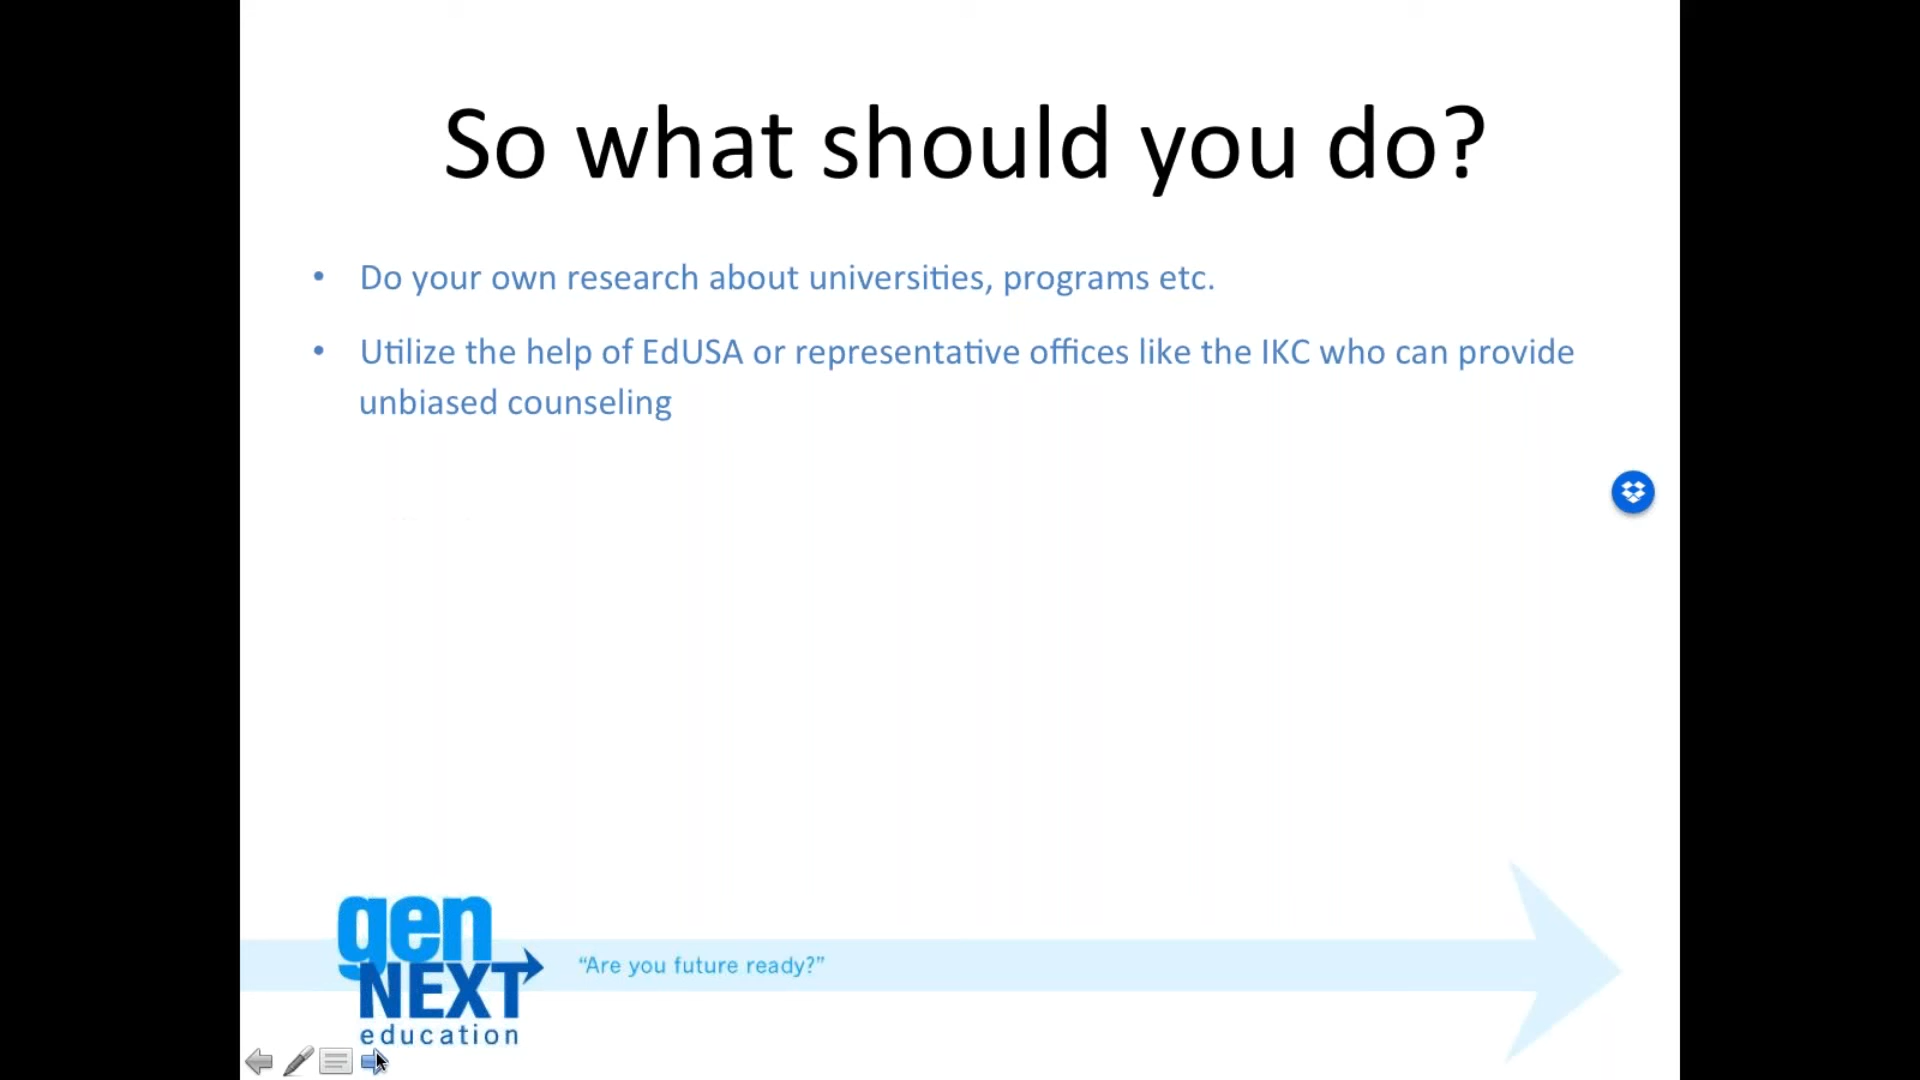 So what should you do?
• Do your own research about universities, programs etc.
• Utilize the help of EdUSA or representative offices like the IKC who can provide
unbiased counseling
gen
NEXT
education
“Are you future ready?”